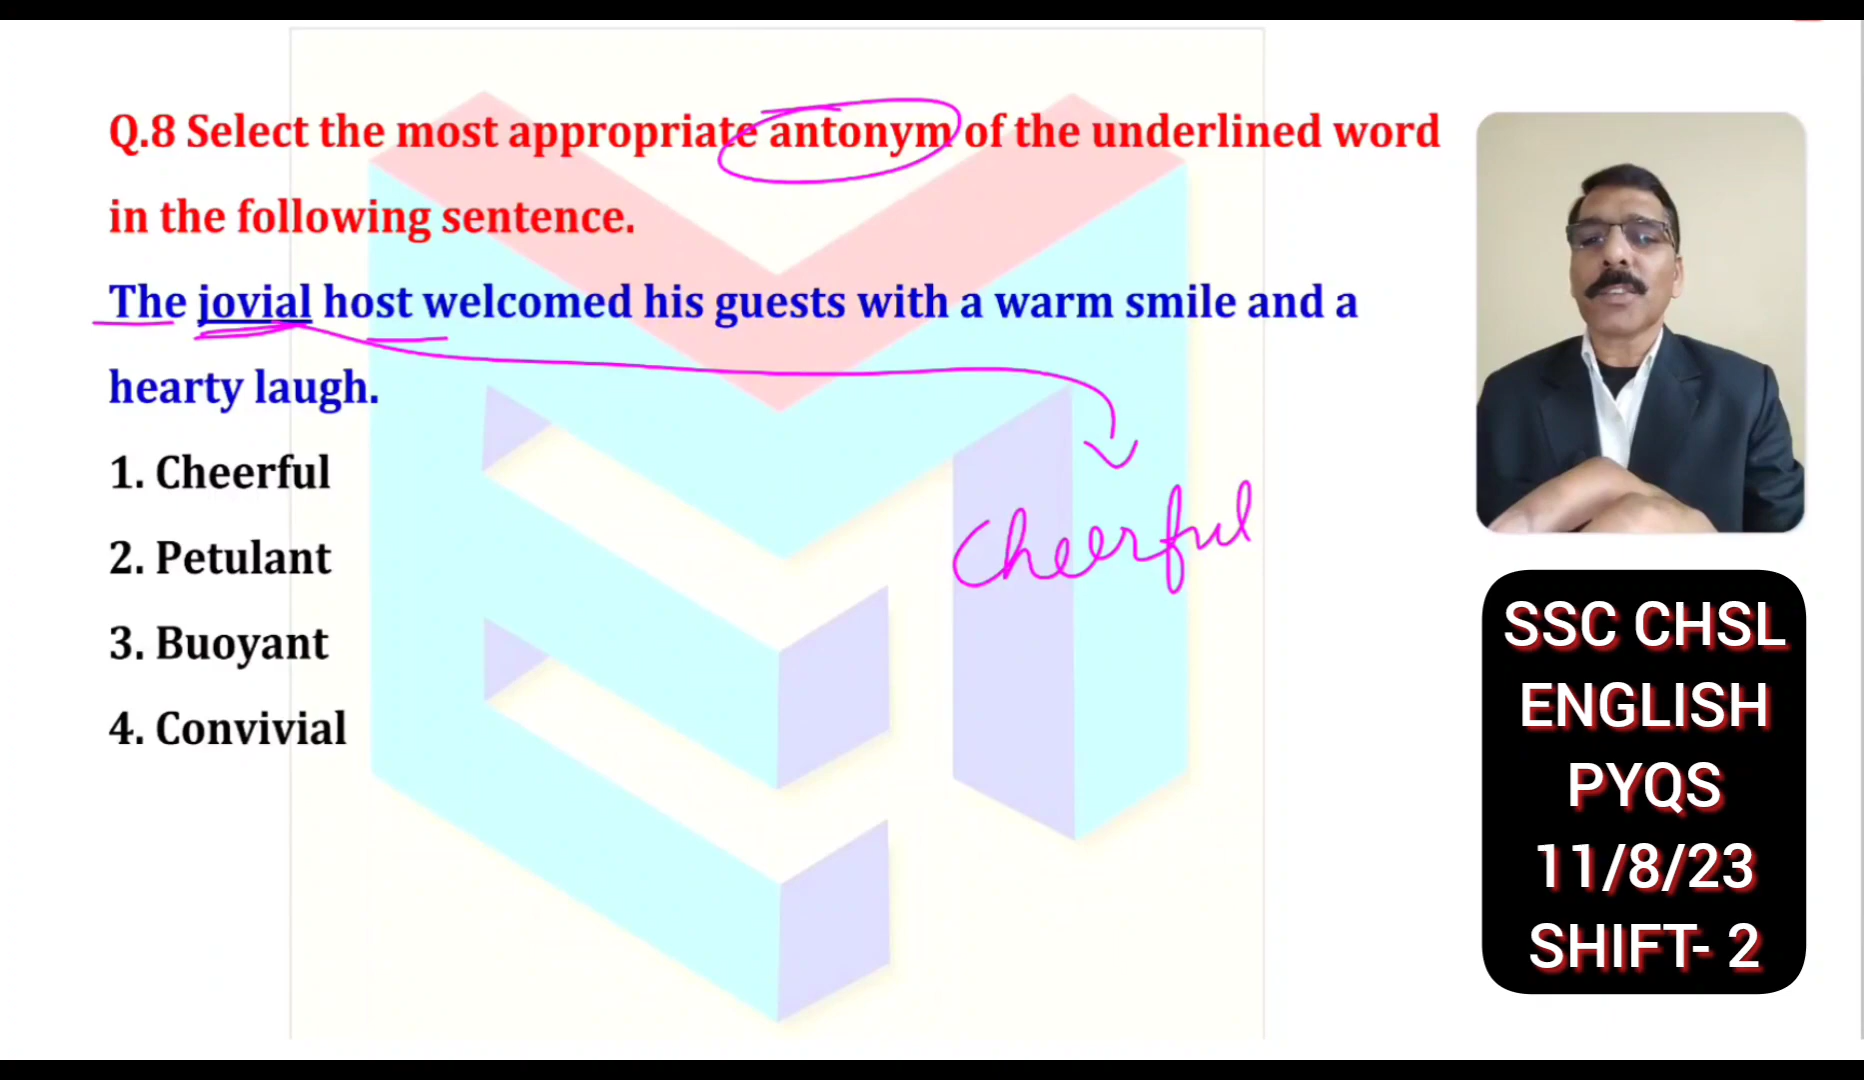 Q.8 Select the most appropriate antonym of the underlined word
in the following sentence.
The jovial host welcomed his guests with a warm smile and a
hearty laugh.
1. Cheerful
2. Petulant
3. Buoyant
4. Convivial
Cheerful
SSC CHSL
ENGLISH
PYQS
11/8/23
SHIFT- 2